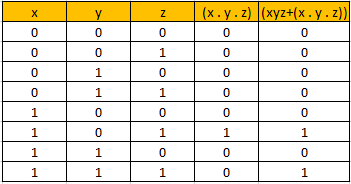 x y z (x . y . z) (xyz+(x . y . z))
0 0 0 0 0
0 0 1 0 0
0 1 0 0 0
0 1 1 0 0
1 0 0 0 0
1 0 1 1 1
1 1 0 0 0
1 1 1 0 1